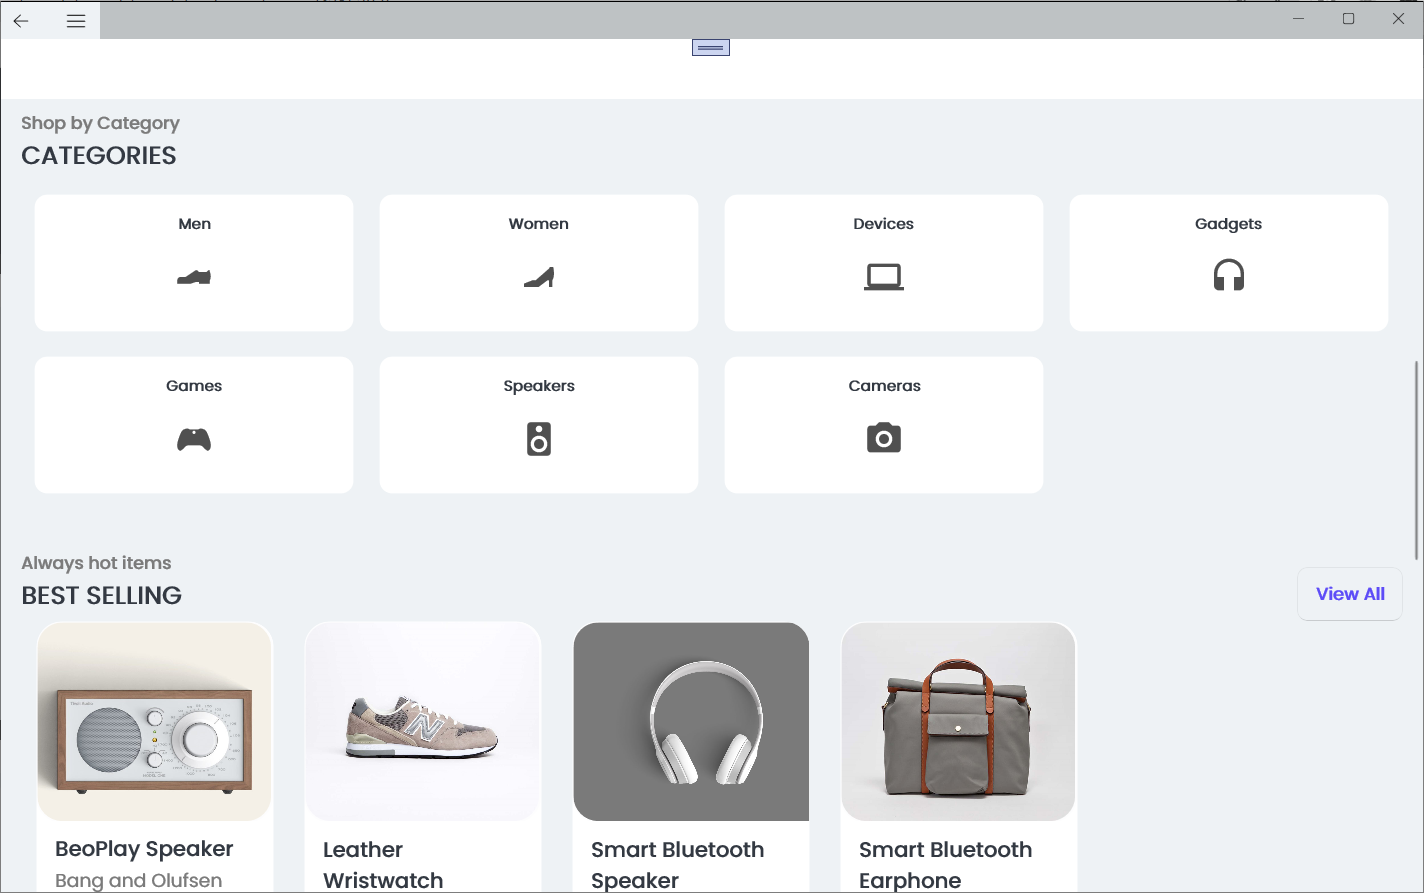 Shop by Category
CATEGORIES
Men
Women
Devices
Gadgets
Games
Speakers
Cameras
Always hot items
BEST SELLING
View All
BeoPlay Speaker
Bang and Olufsen
Leather
Wristwatch
Smart Bluetooth
Speaker
Smart Bluetooth
Earphone